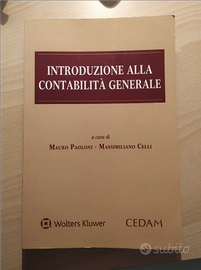 INTRODUZIONE ALLA
CONTABILITÀ GENERALE
a cura di
MAURO PAOLONI - MASSIMILIANO CELLI
Wolters Kluwer CEDAM
subito